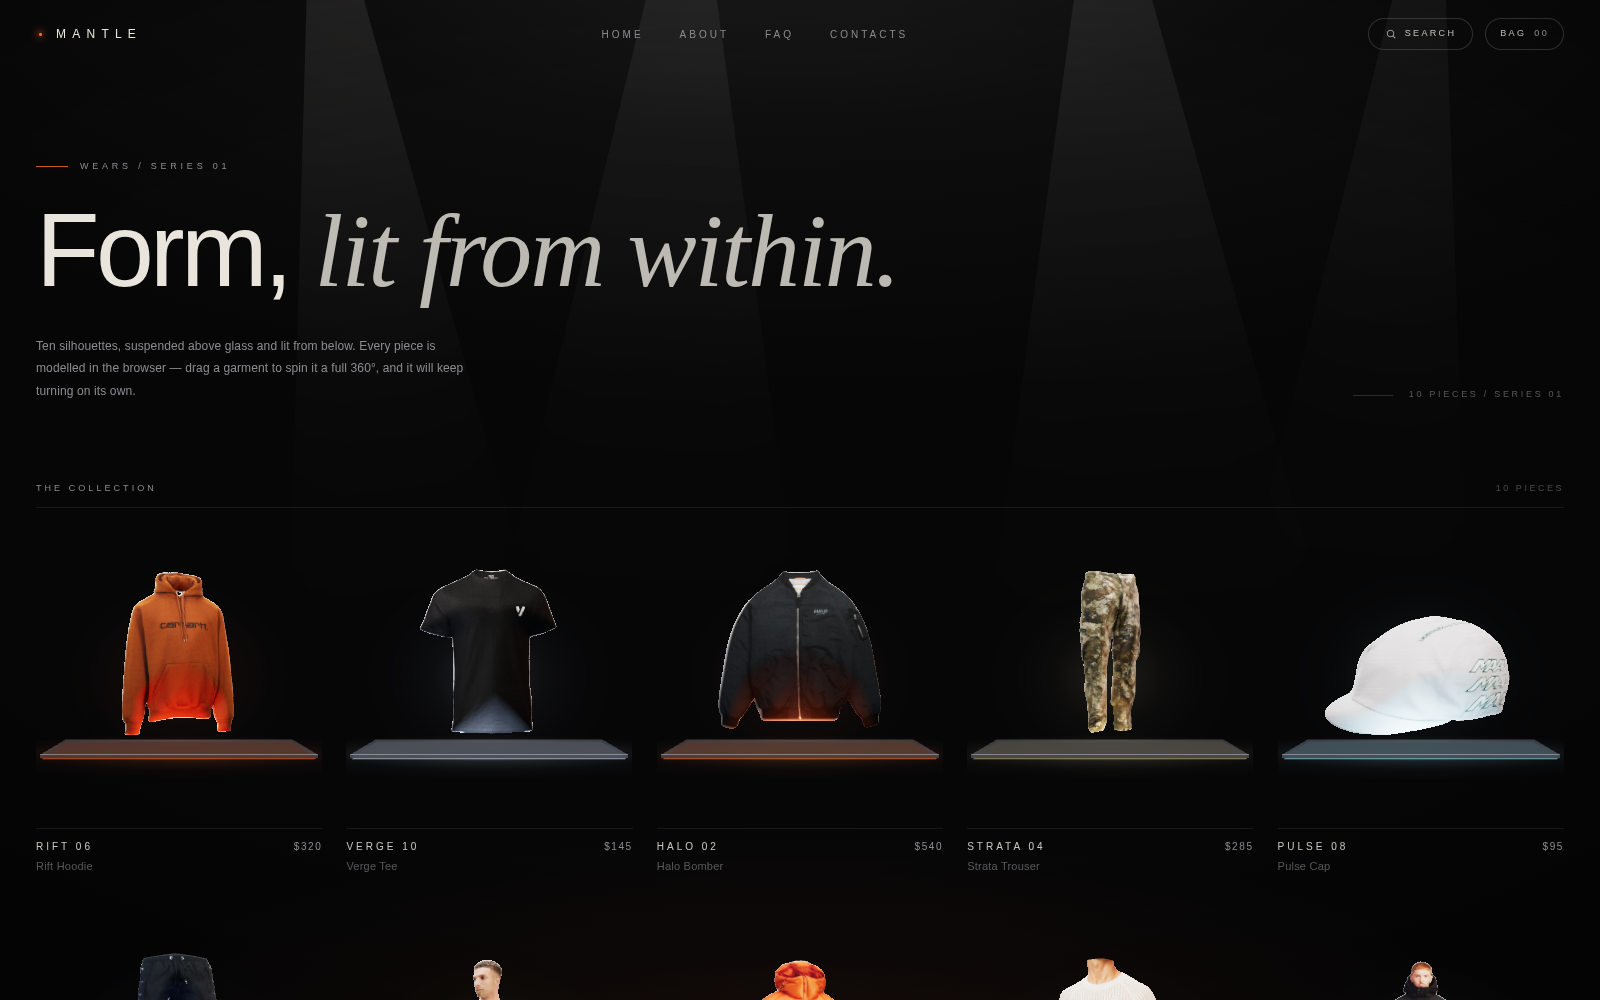 MANTLE
HOME ABOUT FAQ CONTACTS
SEARCH
BAG 00
WEARS / SERIES 01
Form, lit from within.
Ten silhouettes, suspended above glass and lit from below. Every piece is
modelled in the browser — drag a garment to spin it a full 360°, and it will keep
turning on its own.
10 PIECES / SERIES 01
THE COLLECTION
10 PIECES
carhartt.
HALO
RIFT 06 $320
Rift Hoodie
VERGE 10 $145
Verge Tee
HALO 02 $540
Halo Bomber
STRATA 04 $285
Strata Trouser
PULSE 08 $95
Pulse Cap